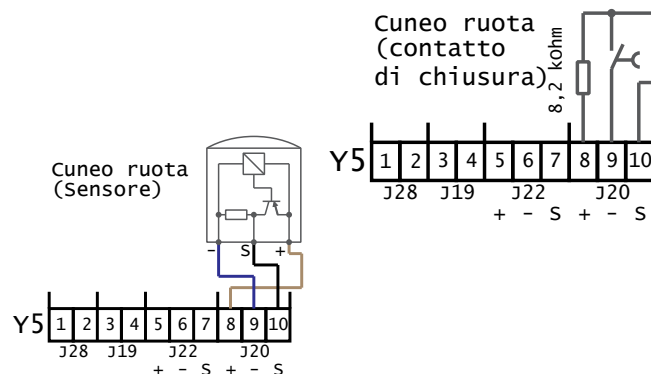 Cuneo ruota
(contatto
di chiusura)
8,2 kohm
Y5 1 2 3 4 5 6 7 8 9 10
J28 J19 J22 J20
+ - S + - S
Cuneo ruota
(Sensore)
- S +
Y5 1 2 3 4 5 6 7 8 9 10
J28 J19 J22 J20
+ - S + - S